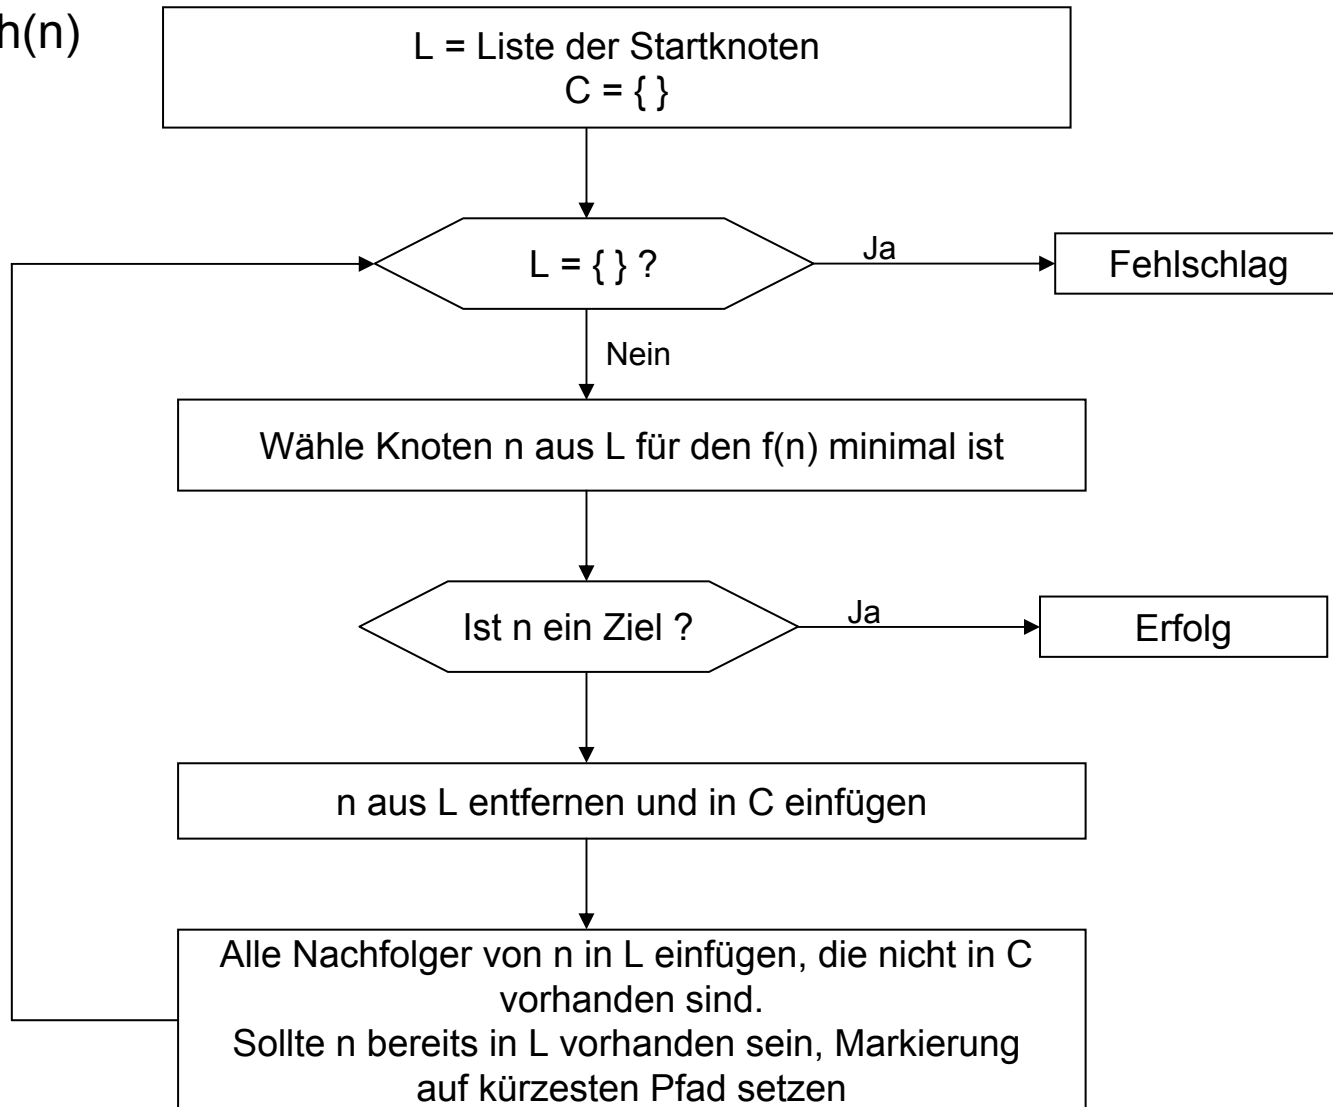 h(n)
L = Liste der Startknoten
C = { }
L = { } ?
Ja
Fehlschlag
Nein
Wähle Knoten n aus L für den f(n) minimal ist
Ist n ein Ziel ?
Ja
Erfolg
n aus L entfernen und in C einfügen
Alle Nachfolger von n in L einfügen, die nicht in C
vorhanden sind.
Sollte n bereits in L vorhanden sein, Markierung
auf kürzesten Pfad setzen